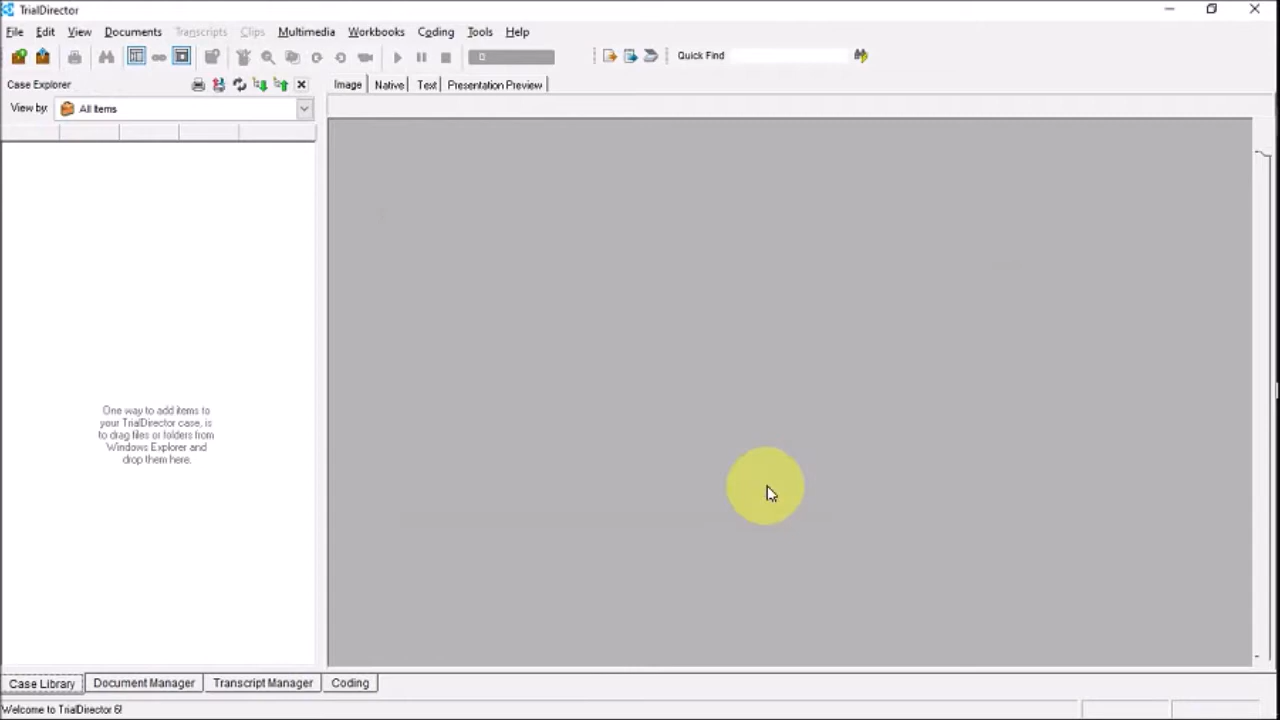 TrialDirector
File Edit View Documents Transcripts Clips Multimedia Workbooks Coding Tools Help
Quick Find
Case Explorer
Image Native Text Presentation Preview
View by: All Items
One way to add items to
your TrialDirector case, is
to drag files or folders from
Windows Explorer and
drop them here.
Case Library Document Manager Transcript Manager Coding
Welcome to TrialDirector 6!